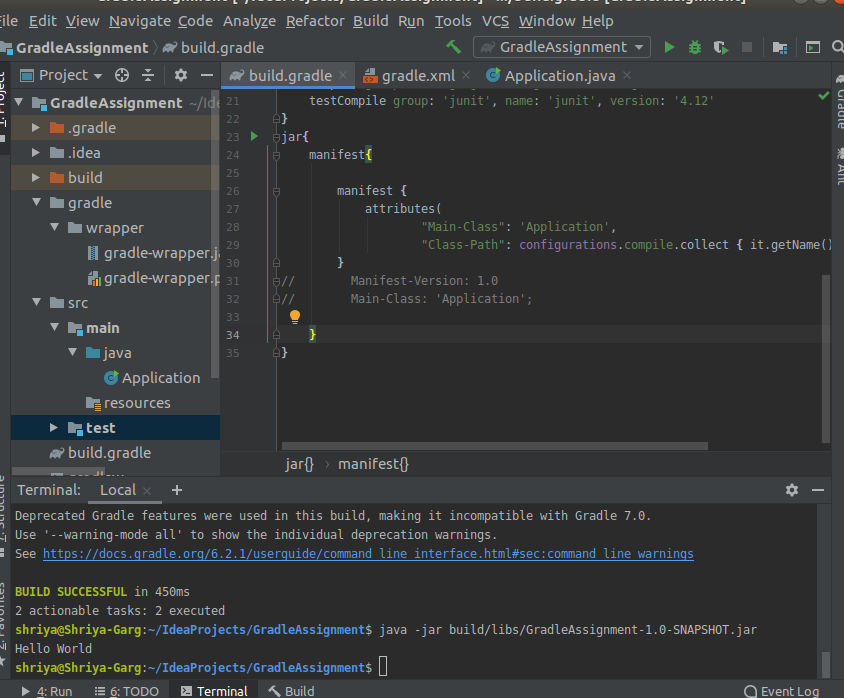 File Edit View Navigate Code Analyze Refactor Build Run Tools VCS Window Help
GradleAssignment build.gradle
GradleAssignment
Project
build.gradle
gradle.xml
Application.java
GradleAssignment ~/Ide
.gradle
.idea
build
gradle
wrapper
gradle-wrapper.ja
gradle-wrapper.p
src
main
java
Application
resources
test
build.gradle
21 testCompile group: 'junit', name: 'junit', version: '4.12'
22 }
23 jar{
24 manifest{
25
26 manifest {
27 attributes(
28 "Main-Class": 'Application',
29 "Class-Path": configurations.compile.collect { it.getName()
30 }
31 // Manifest-Version: 1.0
32 // Main-Class: 'Application';
33
34 }
35 }
jar{} › manifest{}
Gradle
Ant
Terminal: Local × +
Deprecated Gradle features were used in this build, making it incompatible with Gradle 7.0.
Use '--warning-mode all' to show the individual deprecation warnings.
See https://docs.gradle.org/6.2.1/userguide/command_line_interface.html#sec:command_line_warnings
BUILD SUCCESSFUL in 450ms
2 actionable tasks: 2 executed
shriya@Shriya-Garg:~/IdeaProjects/GradleAssignment$ java -jar build/libs/GradleAssignment-1.0-SNAPSHOT.jar
Hello World
shriya@Shriya-Garg:~/IdeaProjects/GradleAssignment$
4: Run 6: TODO Terminal Build Event Log